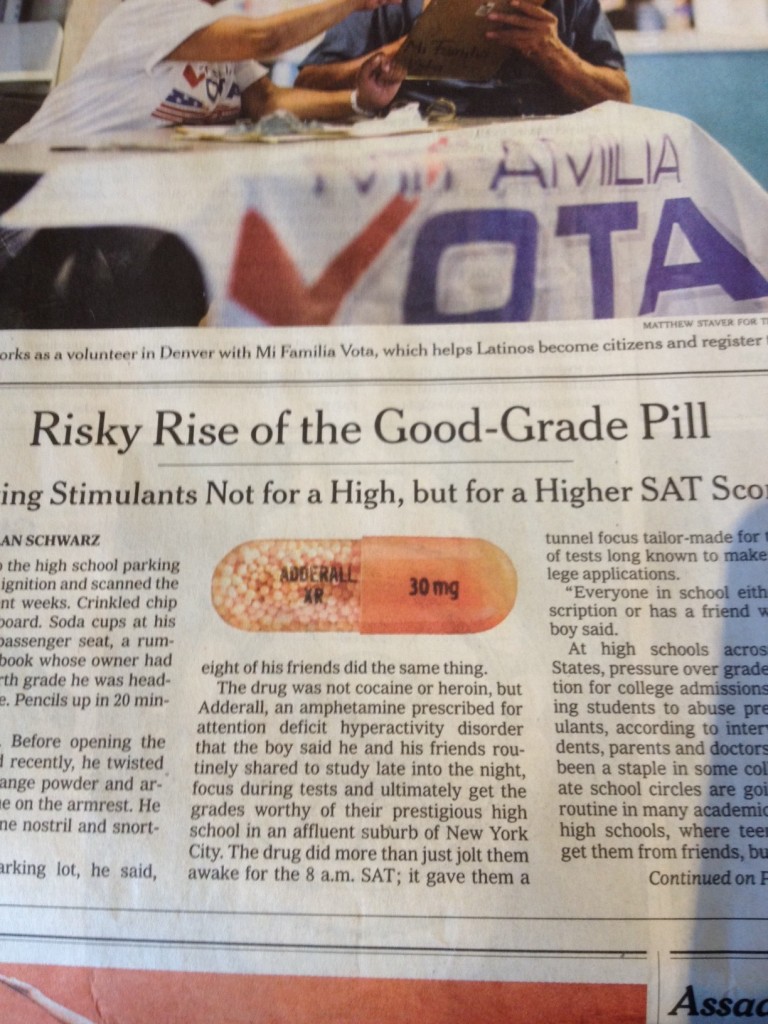 Mi Familia
MI FAMILIA
VOTA
MATTHEW STAVER FOR T
orks as a volunteer in Denver with Mi Familia Vota, which helps Latinos become citizens and register
Risky Rise of the Good-Grade Pill
ing Stimulants Not for a High, but for a Higher SAT Sco
AN SCHWARZ
o the high school parking
ignition and scanned the
nt weeks. Crinkled chip
board. Soda cups at his
passenger seat, a rum-
book whose owner had
rth grade he was head-
e. Pencils up in 20 min-
. Before opening the
d recently, he twisted
ange powder and ar-
e on the armrest. He
ne nostril and snort-
arking lot, he said,
ADDERALL
XR
30 mg
eight of his friends did the same thing.
The drug was not cocaine or heroin, but
Adderall, an amphetamine prescribed for
attention deficit hyperactivity disorder
that the boy said he and his friends rou-
tinely shared to study late into the night,
focus during tests and ultimately get the
grades worthy of their prestigious high
school in an affluent suburb of New York
City. The drug did more than just jolt them
awake for the 8 a.m. SAT; it gave them a
tunnel focus tailor-made for t
of tests long known to make
lege applications.
“Everyone in school eith
scription or has a friend w
boy said.
At high schools acros
States, pressure over grade
tion for college admissions
ing students to abuse pre
ulants, according to inter
dents, parents and doctors
been a staple in some col
ate school circles are goi
routine in many academic
high schools, where teen
get them from friends, bu
Continued on P
Assad